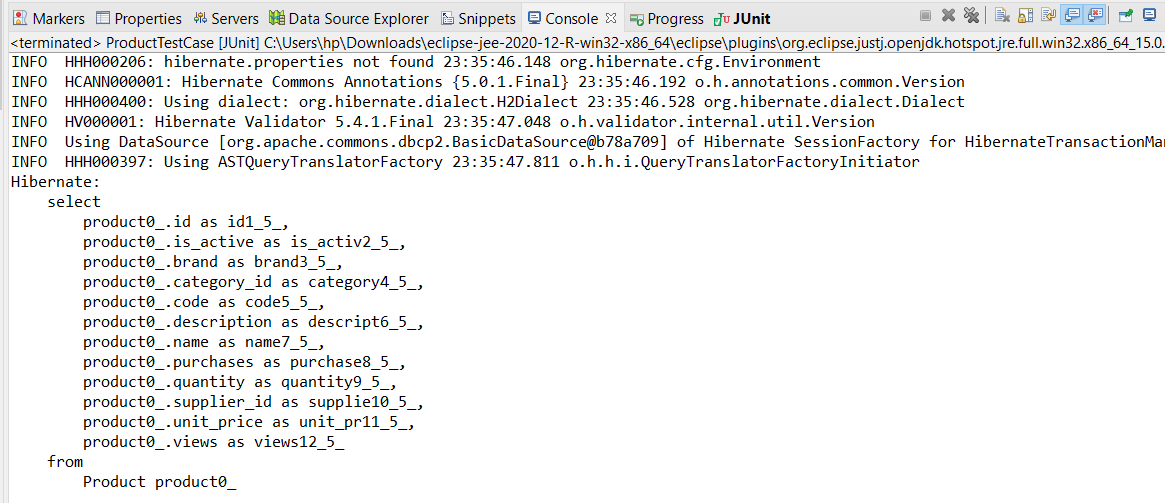 Markers Properties Servers Data Source Explorer Snippets Console Progress JUnit
<terminated> ProductTestCase [JUnit] C:\Users\hp\Downloads\eclipse-jee-2020-12-R-win32-x86_64\eclipse\plugins\org.eclipse.justj.openjdk.hotspot.jre.full.win32.x86_64_15.0.
INFO  HHH000206: hibernate.properties not found 23:35:46.148 org.hibernate.cfg.Environment
INFO  HCANN000001: Hibernate Commons Annotations {5.0.1.Final} 23:35:46.192 o.h.annotations.common.Version
INFO  HHH000400: Using dialect: org.hibernate.dialect.H2Dialect 23:35:46.528 org.hibernate.dialect.Dialect
INFO  HV000001: Hibernate Validator 5.4.1.Final 23:35:47.048 o.h.validator.internal.util.Version
INFO  Using DataSource [org.apache.commons.dbcp2.BasicDataSource@b78a709] of Hibernate SessionFactory for HibernateTransactionMan
INFO  HHH000397: Using ASTQueryTranslatorFactory 23:35:47.811 o.h.h.i.QueryTranslatorFactoryInitiator
Hibernate:
    select
        product0_.id as id1_5_,
        product0_.is_active as is_activ2_5_,
        product0_.brand as brand3_5_,
        product0_.category_id as category4_5_,
        product0_.code as code5_5_,
        product0_.description as descript6_5_,
        product0_.name as name7_5_,
        product0_.purchases as purchase8_5_,
        product0_.quantity as quantity9_5_,
        product0_.supplier_id as supplie10_5_,
        product0_.unit_price as unit_pr11_5_,
        product0_.views as views12_5_
    from
        Product product0_